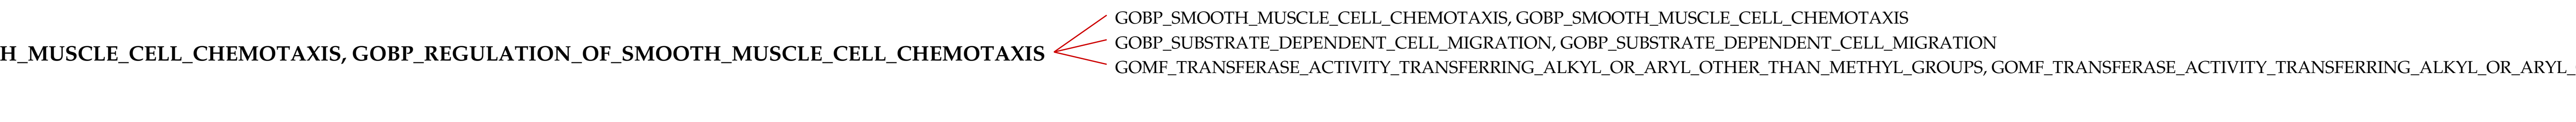 GOBP_SMOOTH_MUSCLE_CELL_CHEMOTAXIS, GOBP_SMOOTH_MUSCLE_CELL_CHEMOTAXIS
GOBP_SUBSTRATE_DEPENDENT_CELL_MIGRATION, GOBP_SUBSTRATE_DEPENDENT_CELL_MIGRATION
H_MUSCLE_CELL_CHEMOTAXIS, GOBP_REGULATION_OF_SMOOTH_MUSCLE_CELL_CHEMOTAXIS
GOMF_TRANSFERASE_ACTIVITY_TRANSFERRING_ALKYL_OR_ARYL_OTHER_THAN_METHYL_GROUPS, GOMF_TRANSFERASE_ACTIVITY_TRANSFERRING_ALKYL_OR_ARYL_